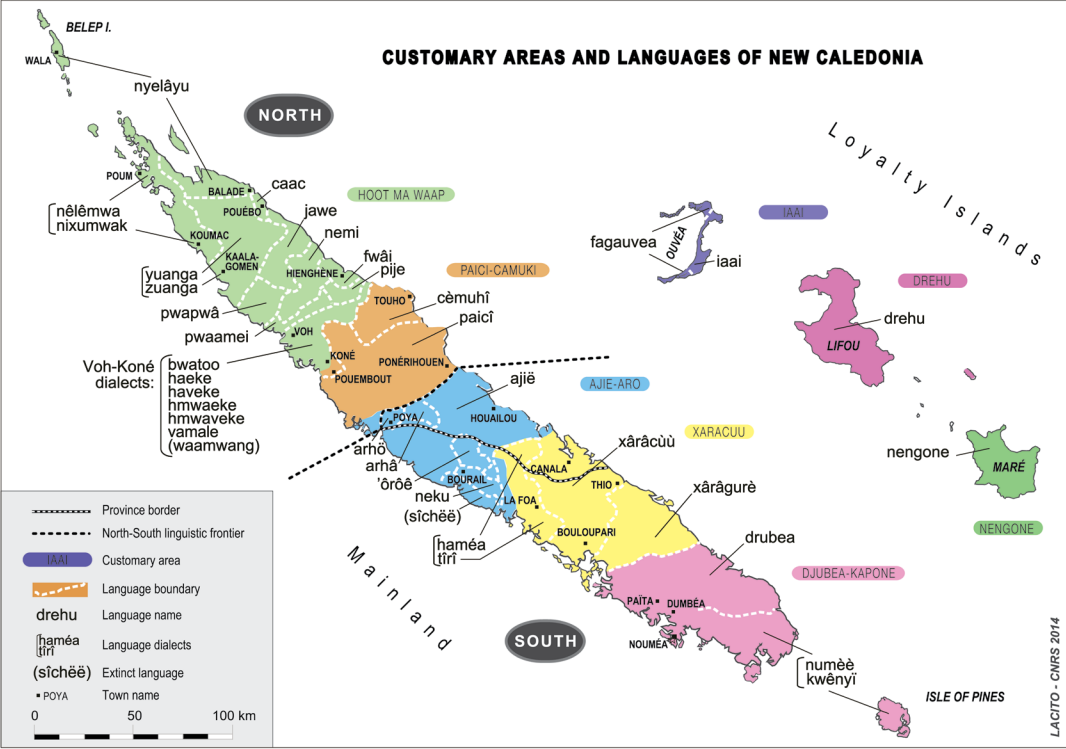 CUSTOMARY AREAS AND LANGUAGES OF NEW CALEDONIA
BELEP I.
WALA
nyelâyu
NORTH
Loyalty Islands
POUM
BALADE
caac
HOOT MA WAAP
POUÉBO
jawe
nêlêmwa
nixumwak
KOUMAC
nemi
IAAI
OUVÉA
fagauvea
iaai
KAALA-
GOMEN
yuanga
zuanga
HIENGHÈNE
fwâi
pije
PAICI-CAMUKI
DREHU
TOUHO
cèmuhî
pwapwâ
paicî
drehu
pwaamei
VOH
LIFOU
KONÉ
PONÉRIHOUEN
POUEMBOUT
Voh-Koné
dialects:
bwatoo
haeke
haveke
hmwaeke
hmwaveke
vamale
(waamwang)
ajië
AJIE-ARO
POYA
HOUAILOU
arhö
arhâ
XARACUU
xârâcùù
nengone
MARÉ
CANALA
'ôrôê
BOURAIL
THIO
xârâgurè
neku
LA FOA
(sîchëë)
NENGONE
BOULOUPARI
haméa
tîrî
drubea
DJUBEA-KAPONE
Mainland
PAÏTA
DUMBÉA
SOUTH
NOUMÉA
numèè
kwênyï
ISLE OF PINES
Province border
North-South linguistic frontier
IAAI
Customary area
Language boundary
drehu
Language name
haméa
tîrî
Language dialects
(sîchëë)
Extinct language
POYA
Town name
0 50 100 km
LACITO - CNRS 2014